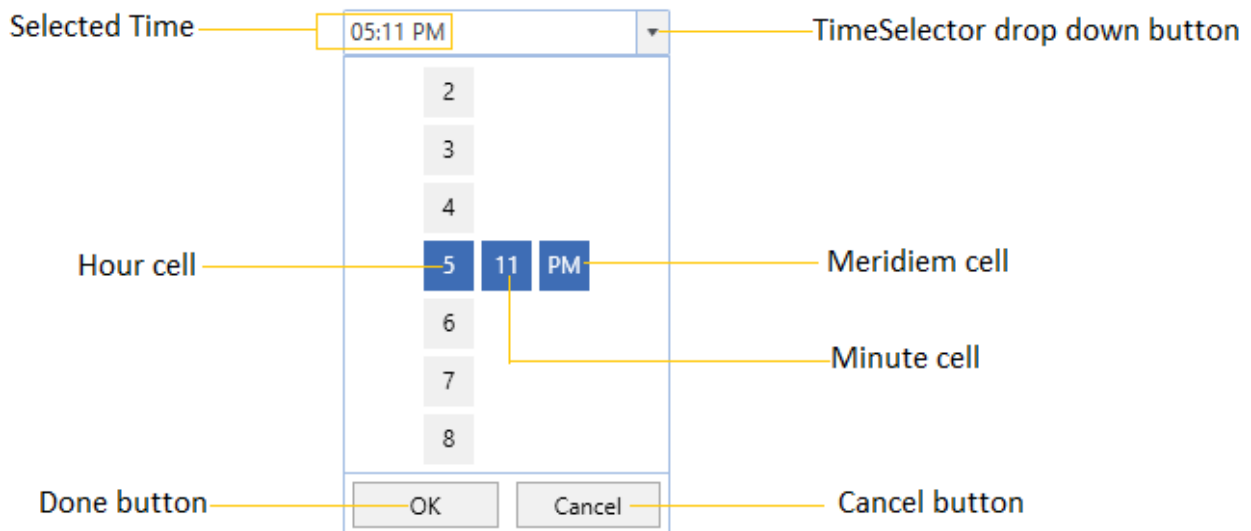 Selected Time
05:11 PM
TimeSelector drop down button
2
3
4
Hour cell
5 11 PM
Meridiem cell
6
Minute cell
7
8
Done button
OK
Cancel
Cancel button